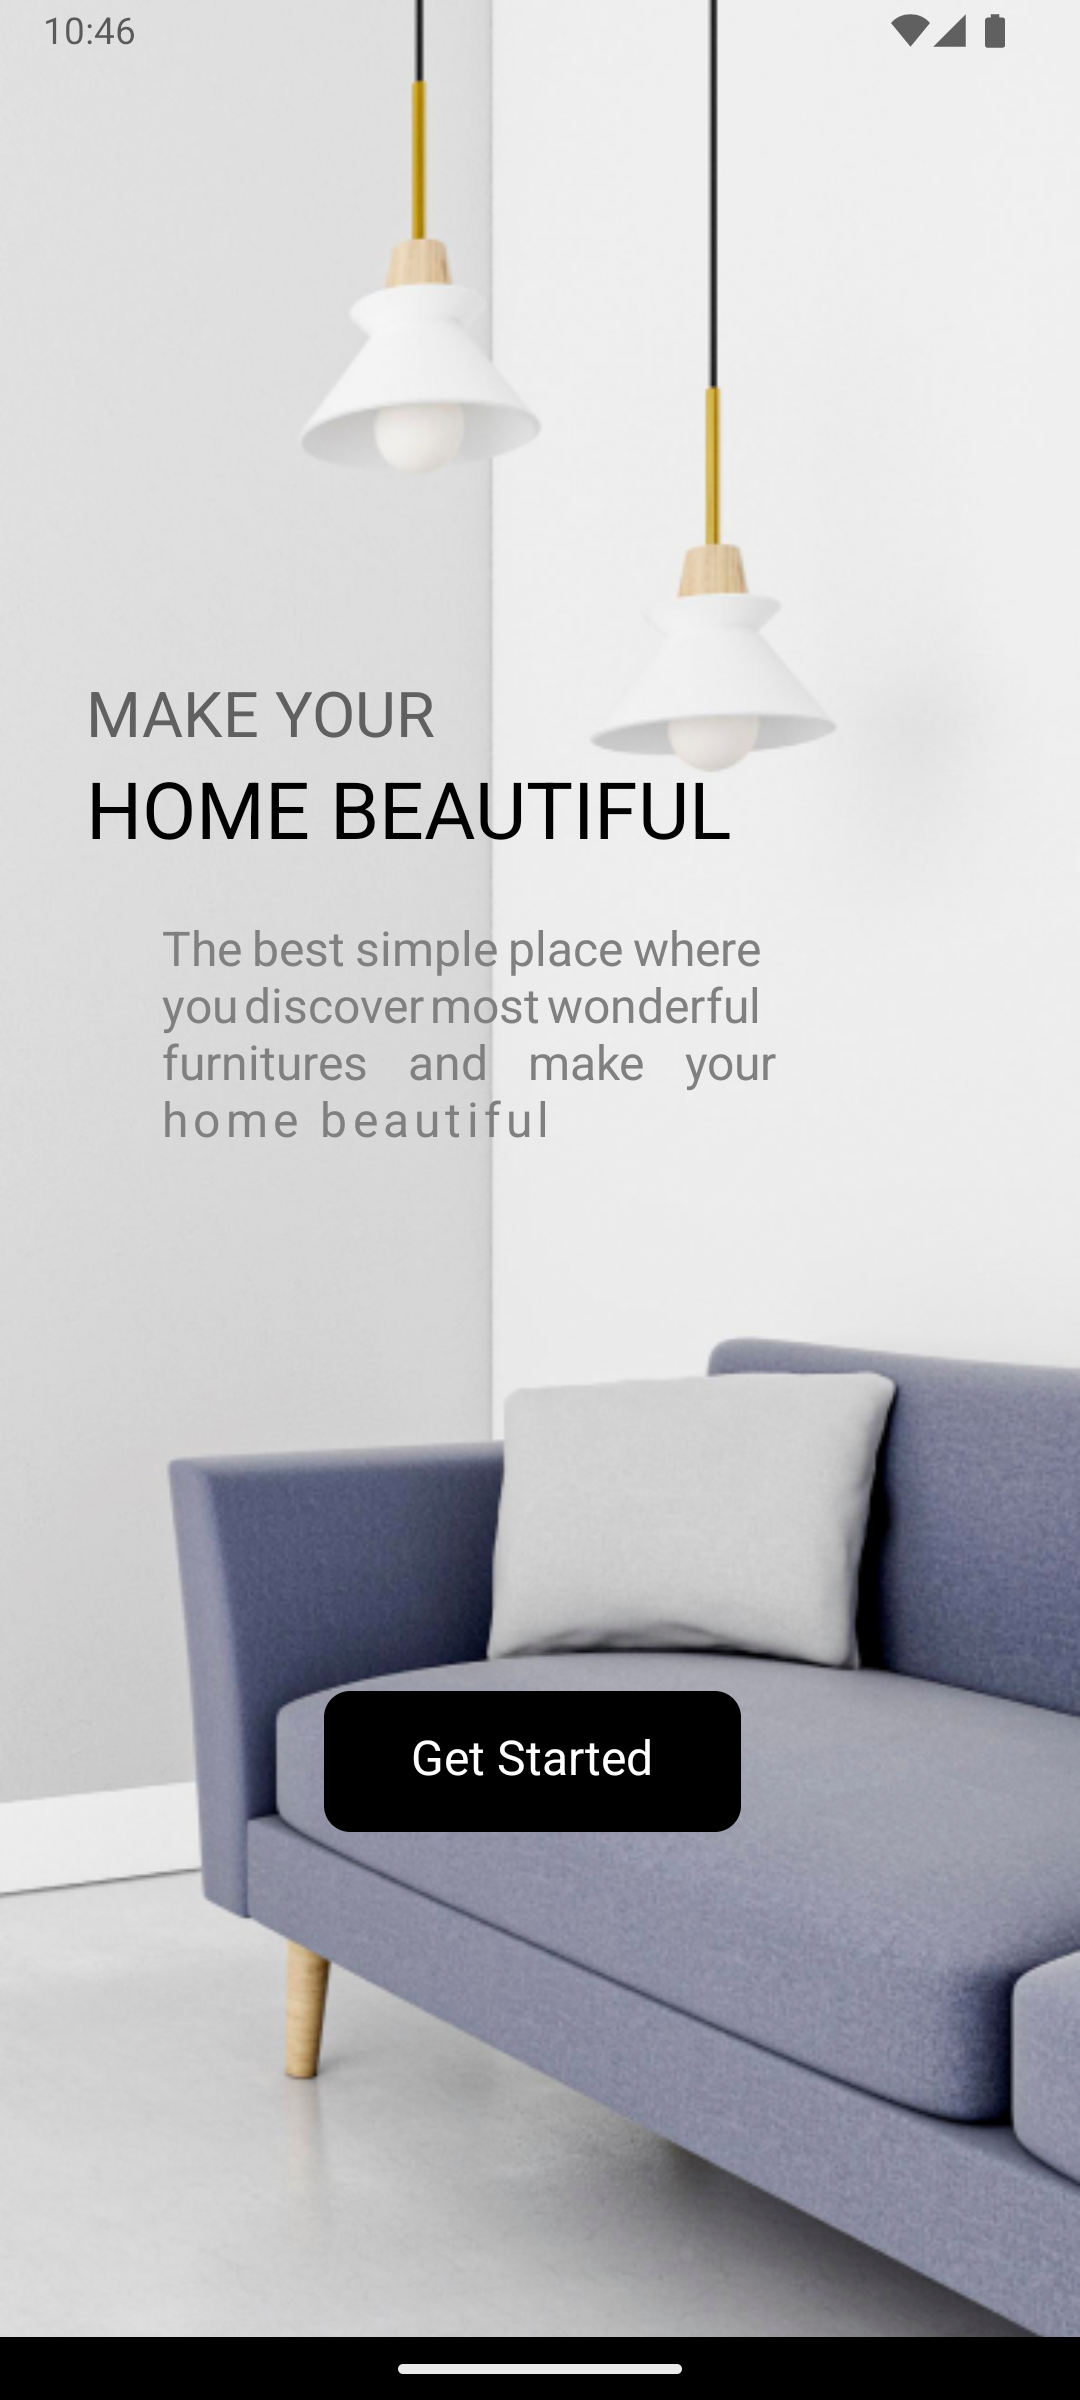 10:46
MAKE YOUR
HOME BEAUTIFUL
The best simple place where
you discover most wonderful
furnitures and make your
home beautiful
Get Started